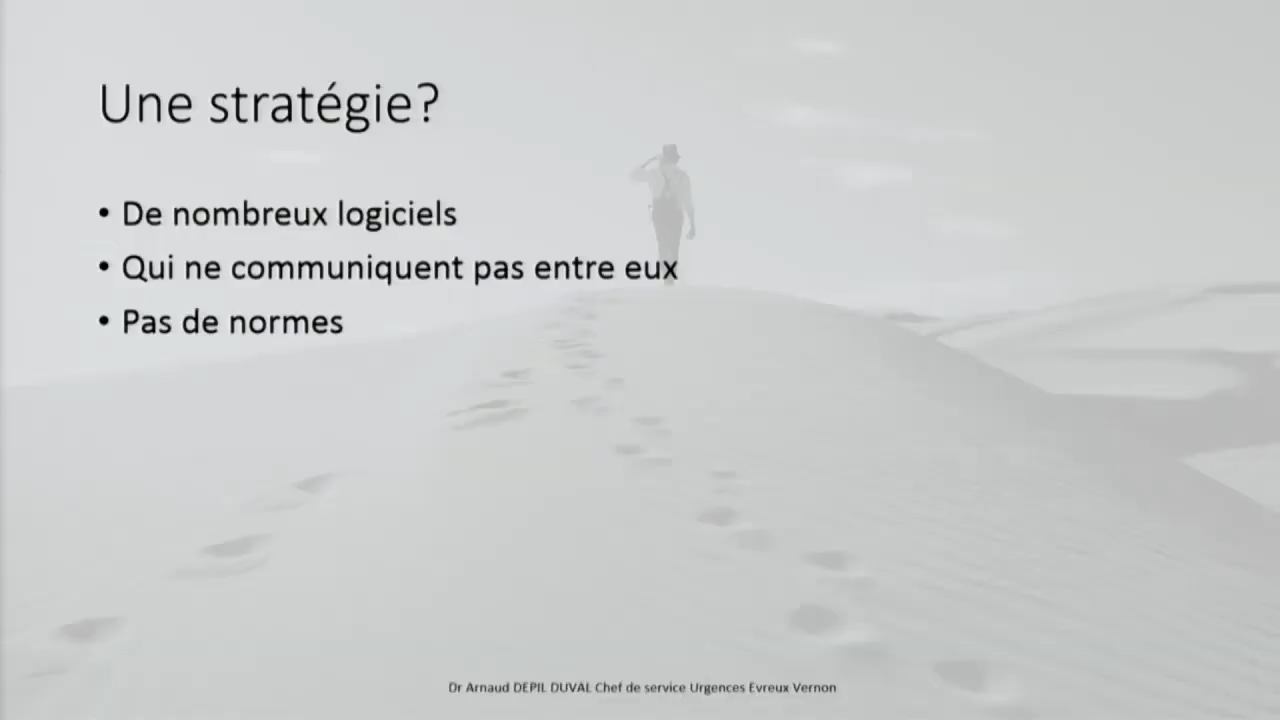 Une stratégie?
• De nombreux logiciels
• Qui ne communiquent pas entre eux
• Pas de normes
Dr Arnaud DEPIL DUVAL Chef de service Urgences Evreux Vernon